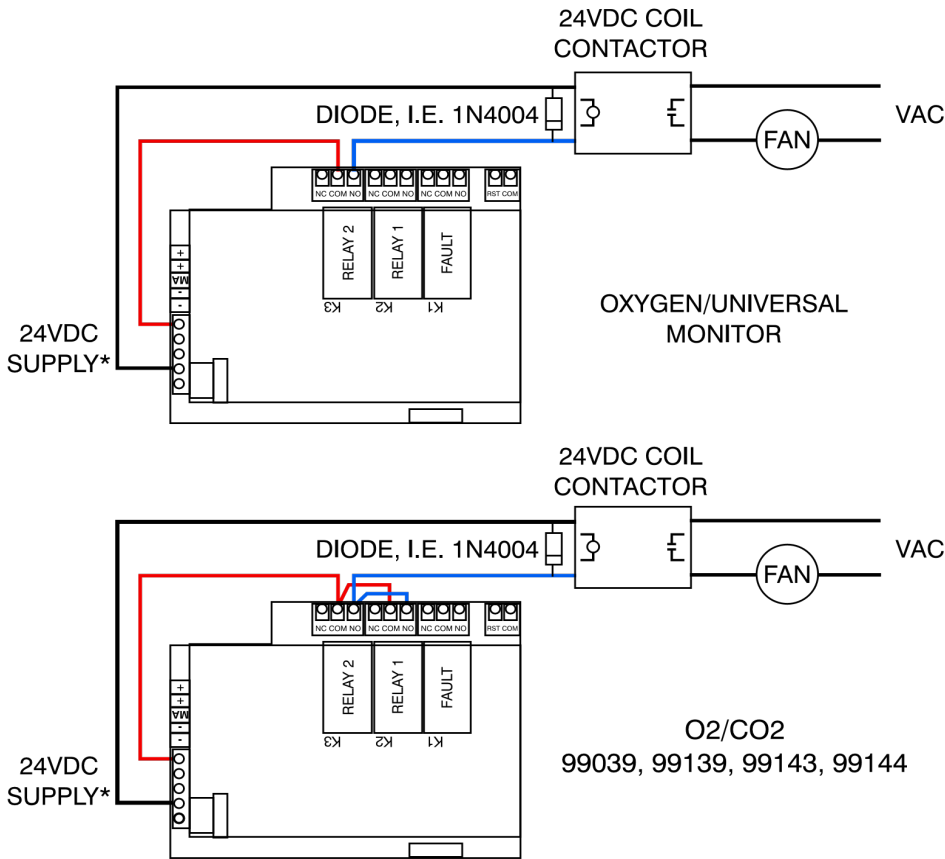 24VDC COIL
CONTACTOR
DIODE, I.E. 1N4004
VAC
FAN
NC COM NO NC COM NO NC COM NO RST COM
RELAY 2
RELAY 1
FAULT
K3 K2 K1
+
+
MA
-
-
24VDC
SUPPLY*
OXYGEN/UNIVERSAL
MONITOR
24VDC COIL
CONTACTOR
DIODE, I.E. 1N4004
VAC
FAN
NC COM NO NC COM NO NC COM NO RST COM
RELAY 2
RELAY 1
FAULT
K3 K2 K1
+
+
MA
-
-
24VDC
SUPPLY*
O2/CO2
99039, 99139, 99143, 99144